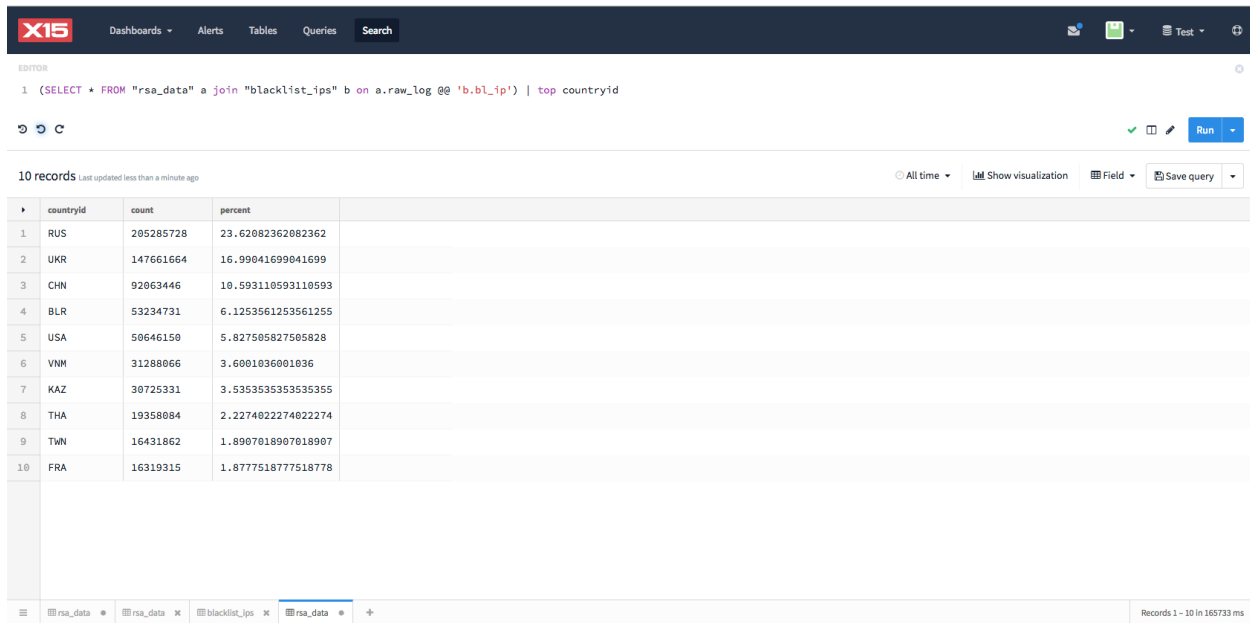 X15 Dashboards Alerts Tables Queries Search Test
EDITOR
1 (SELECT * FROM "rsa_data" a join "blacklist_ips" b on a.raw_log @@ 'b.bl_ip') | top countryid
Run
10 records Last updated less than a minute ago All time Show visualization Field Save query
countryid count percent
1 RUS 205285728 23.62082362082362
2 UKR 147661664 16.99041699041699
3 CHN 92063446 10.593110593110593
4 BLR 53234731 6.1253561253561255
5 USA 50646150 5.827505827505828
6 VNM 31288066 3.6001036001036
7 KAZ 30725331 3.5353535353535355
8 THA 19358084 2.2274022274022274
9 TWN 16431862 1.8907018907018907
10 FRA 16319315 1.8777518777518778
rsa_data rsa_data blacklist_ips rsa_data + Records 1 – 10 in 165733 ms